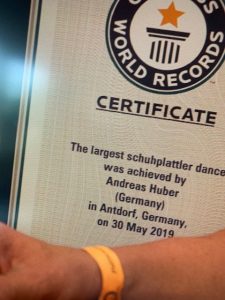 WORLD RECORDS
CERTIFICATE
The largest schuhplattler dance
was achieved by
Andreas Huber
(Germany)
in Antdorf, Germany,
on 30 May 2019